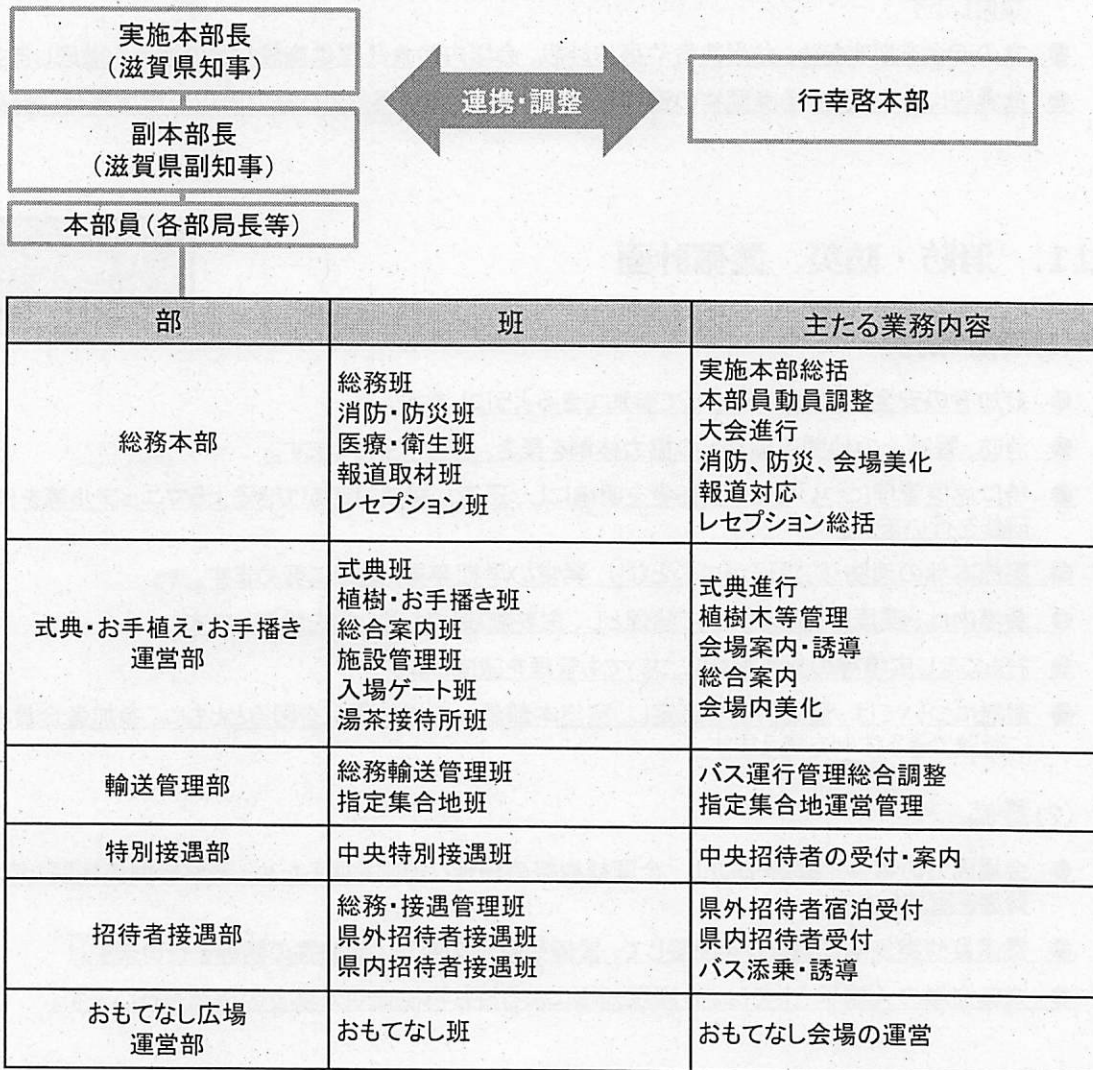 実施本部長
(滋賀県知事)
連携・調整
行幸啓本部
副本部長
(滋賀県副知事)
本部員(各部局長等)
部 班 主たる業務内容
総務本部
総務班
消防・防災班
医療・衛生班
報道取材班
レセプション班
実施本部総括
本部員動員調整
大会進行
消防、防災、会場美化
報道対応
レセプション総括
式典・お手植え・お手播き
運営部
式典班
植樹・お手播き班
総合案内班
施設管理班
入場ゲート班
湯茶接待所班
式典進行
植樹木等管理
会場案内・誘導
総合案内
会場内美化
輸送管理部
総務輸送管理班
指定集合地班
バス運行管理総合調整
指定集合地運営管理
特別接遇部
中央特別接遇班
中央招待者の受付・案内
招待者接遇部
総務・接遇管理班
県外招待者接遇班
県内招待者接遇班
県外招待者宿泊受付
県内招待者受付
バス添乗・誘導
おもてなし広場
運営部
おもてなし班
おもてなし会場の運営